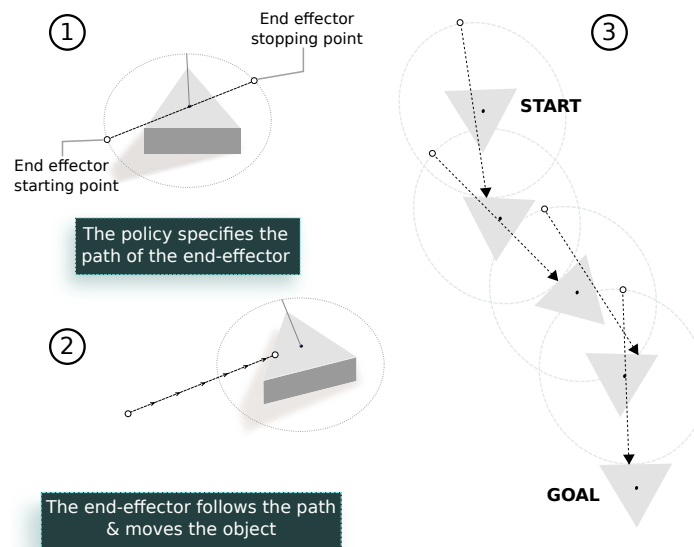 1
End effector
stopping point
End effector
starting point
The policy specifies the
path of the end-effector
2
The end-effector follows the path
& moves the object
3
START
GOAL